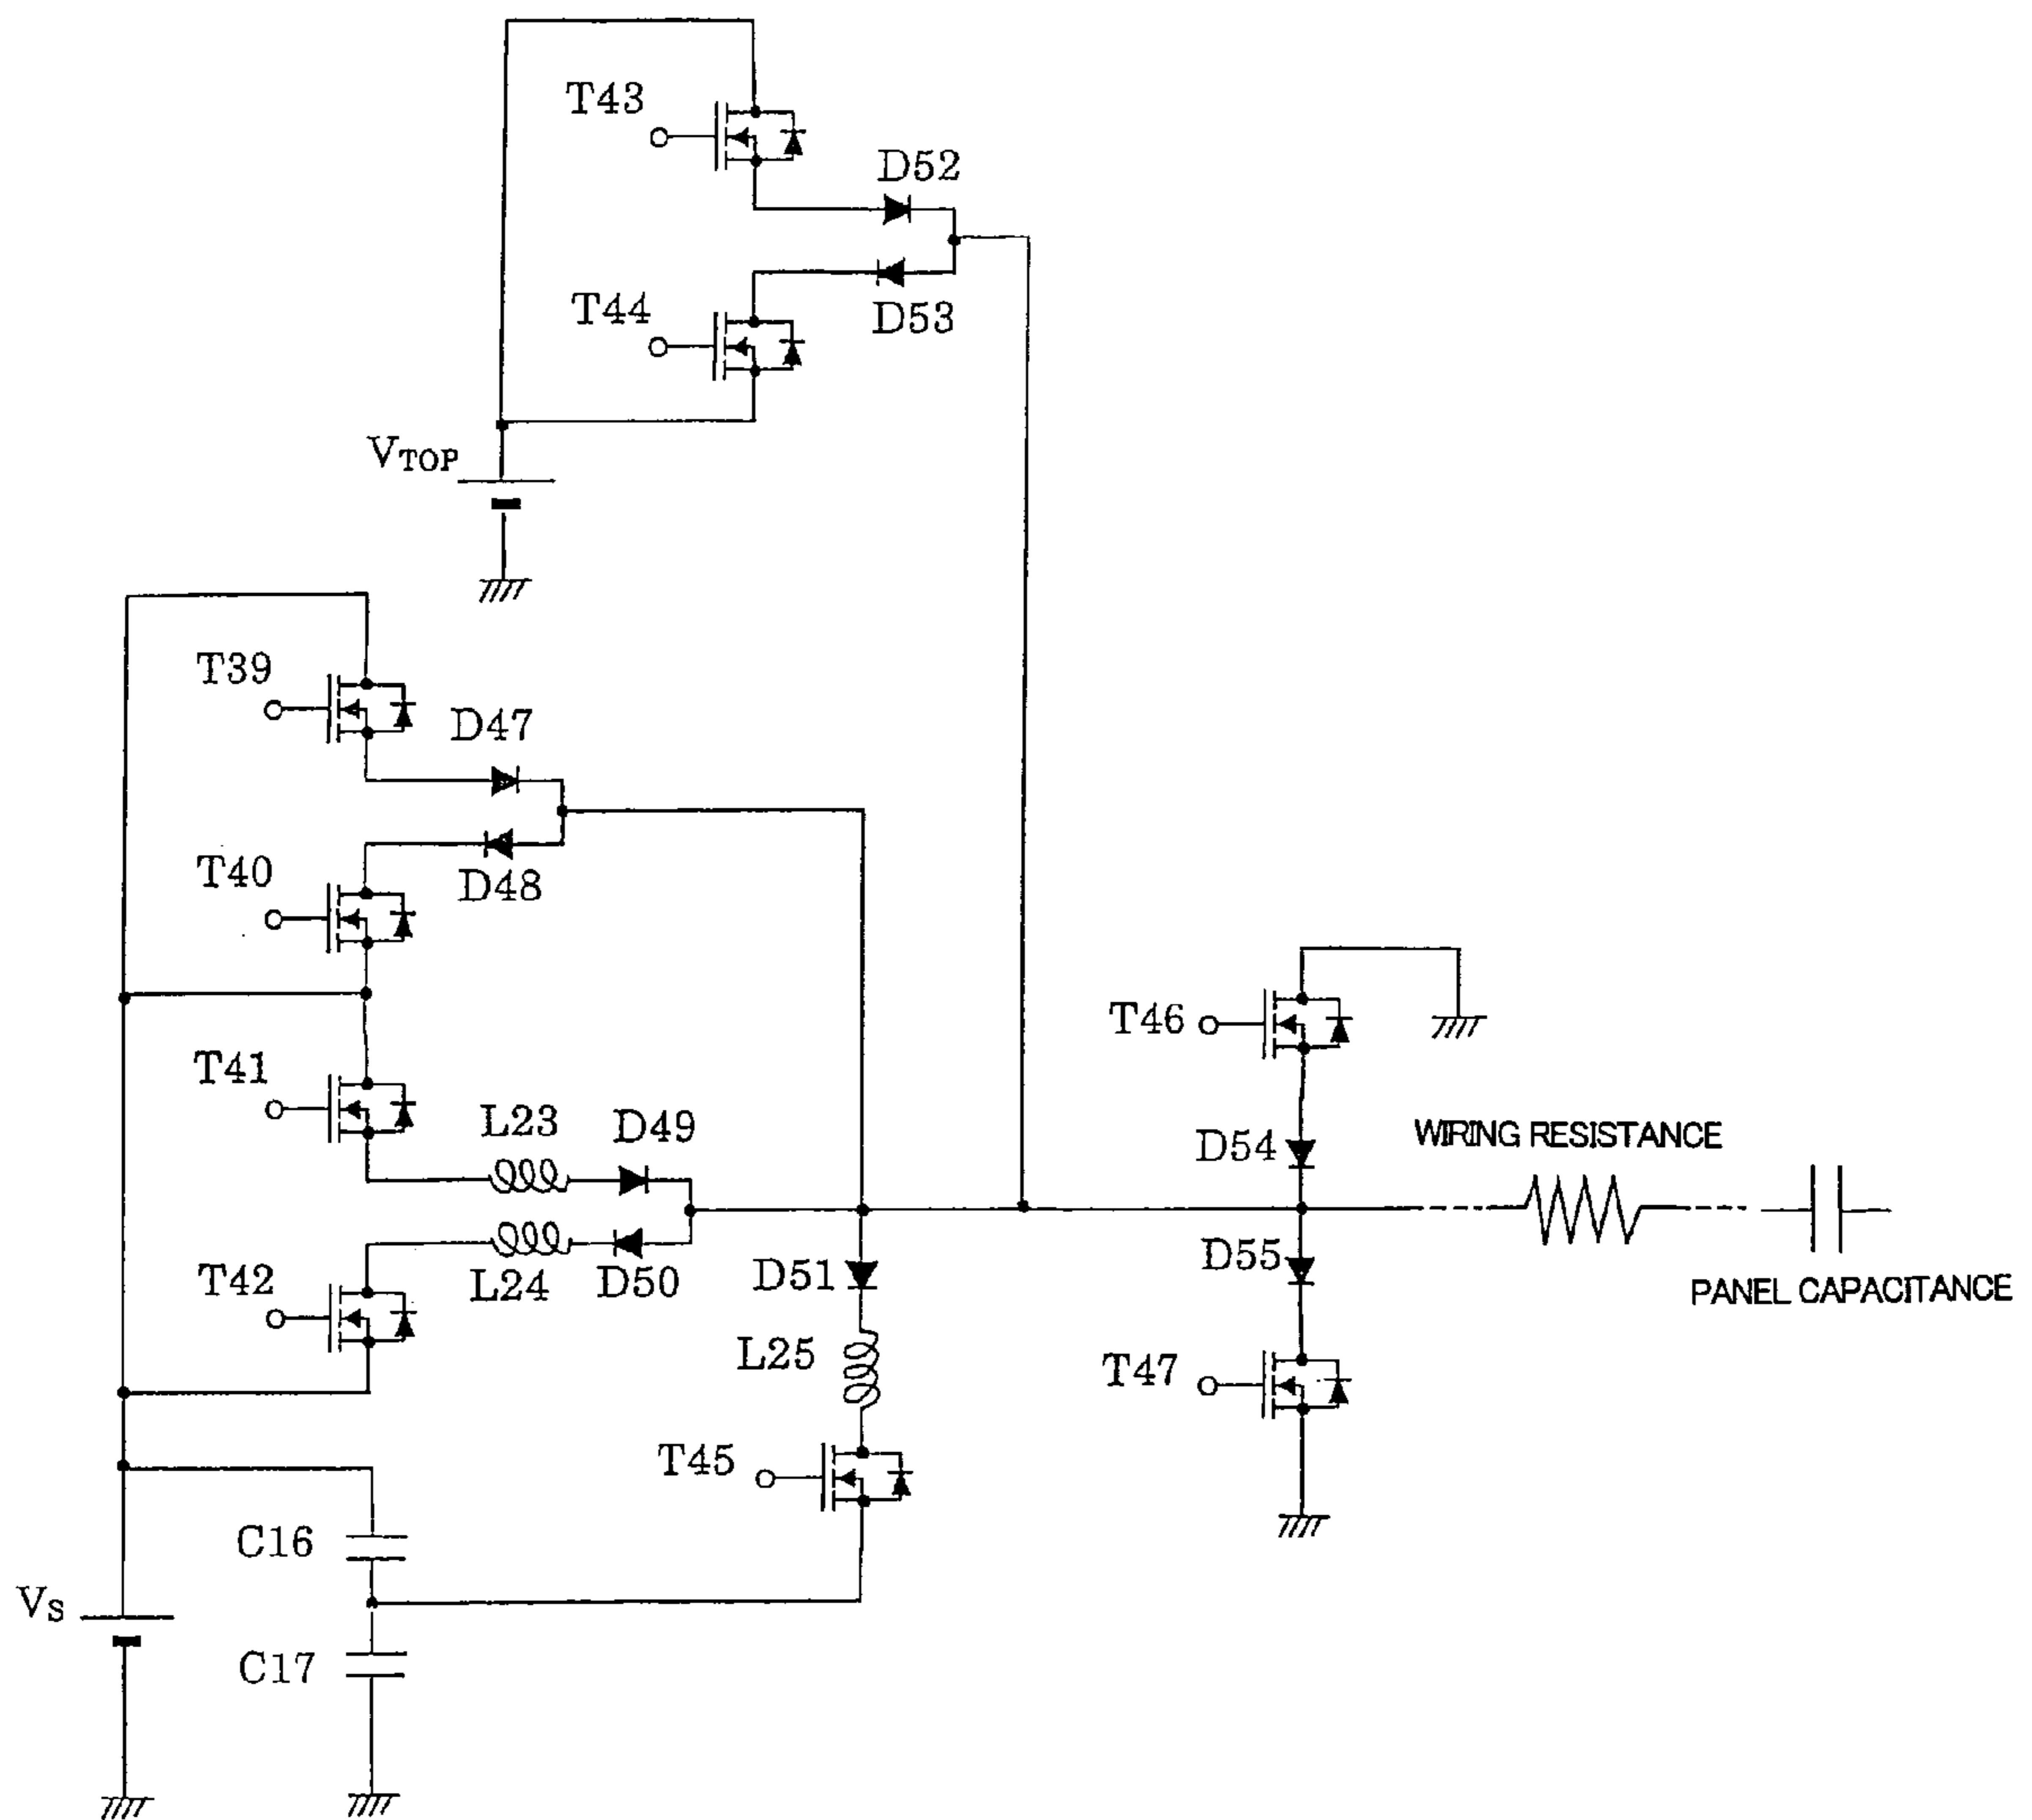 T43
D52
T44
D53
VTOP
T39
D47
T40
D48
T46
T41
L23
D49
D54
WIRING RESISTANCE
T42
L24
D50
D51
D55
PANEL CAPACITANCE
L25
T47
T45
C16
VS
C17